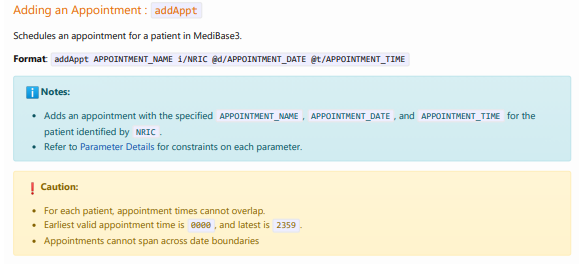 Adding an Appointment : addAppt
Schedules an appointment for a patient in MediBase3.
Format: addAppt APPOINTMENT_NAME i/NRIC @d/APPOINTMENT_DATE @t/APPOINTMENT_TIME
Notes:
• Adds an appointment with the specified APPOINTMENT_NAME , APPOINTMENT_DATE , and APPOINTMENT_TIME for the
patient identified by NRIC .
• Refer to Parameter Details for constraints on each parameter.
Caution:
• For each patient, appointment times cannot overlap.
• Earliest valid appointment time is 0000 , and latest is 2359 .
• Appointments cannot span across date boundaries